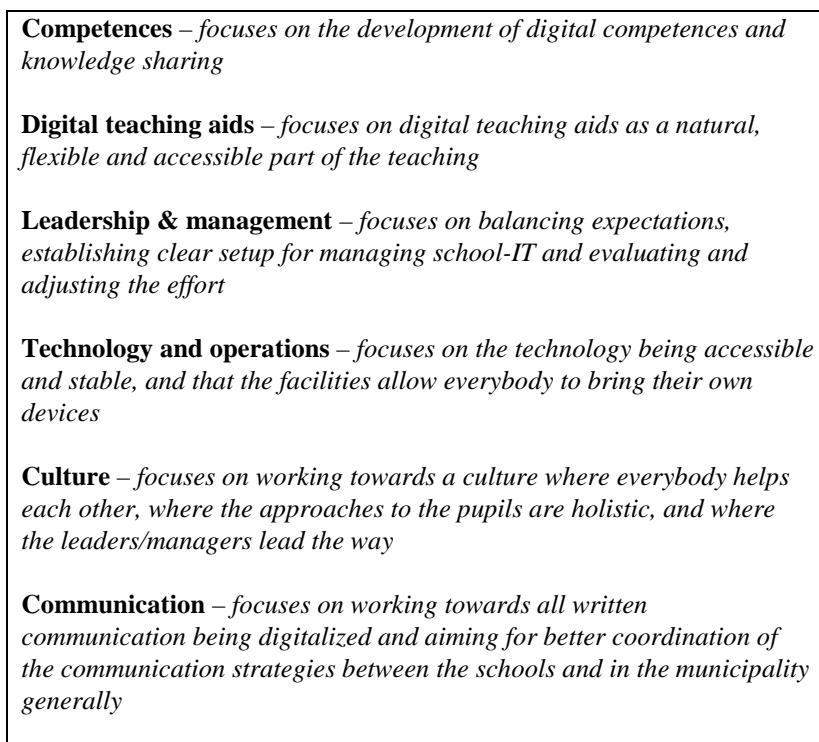 Competences – focuses on the development of digital competences and
knowledge sharing
Digital teaching aids – focuses on digital teaching aids as a natural,
flexible and accessible part of the teaching
Leadership & management – focuses on balancing expectations,
establishing clear setup for managing school-IT and evaluating and
adjusting the effort
Technology and operations – focuses on the technology being accessible
and stable, and that the facilities allow everybody to bring their own
devices
Culture – focuses on working towards a culture where everybody helps
each other, where the approaches to the pupils are holistic, and where
the leaders/managers lead the way
Communication – focuses on working towards all written
communication being digitalized and aiming for better coordination of
the communication strategies between the schools and in the municipality
generally